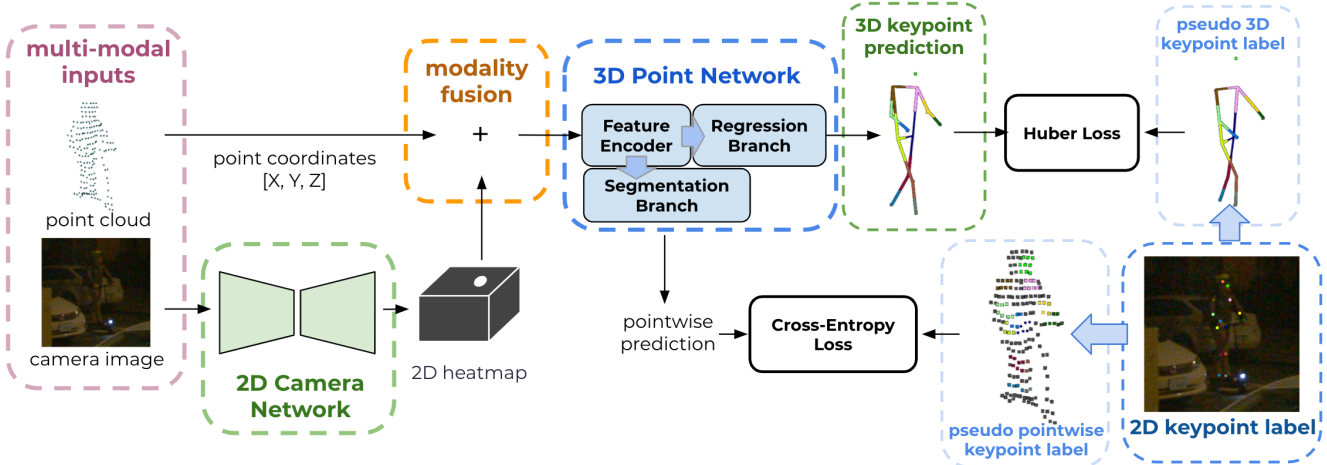 multi-modal
inputs
point cloud
camera image
point coordinates
[X, Y, Z]
2D Camera
Network
2D heatmap
modality
fusion
+
3D Point Network
Feature
Encoder
Regression
Branch
Segmentation
Branch
pointwise
prediction
3D keypoint
prediction
Huber Loss
Cross-Entropy
Loss
pseudo 3D
keypoint label
pseudo pointwise
keypoint label
2D keypoint label